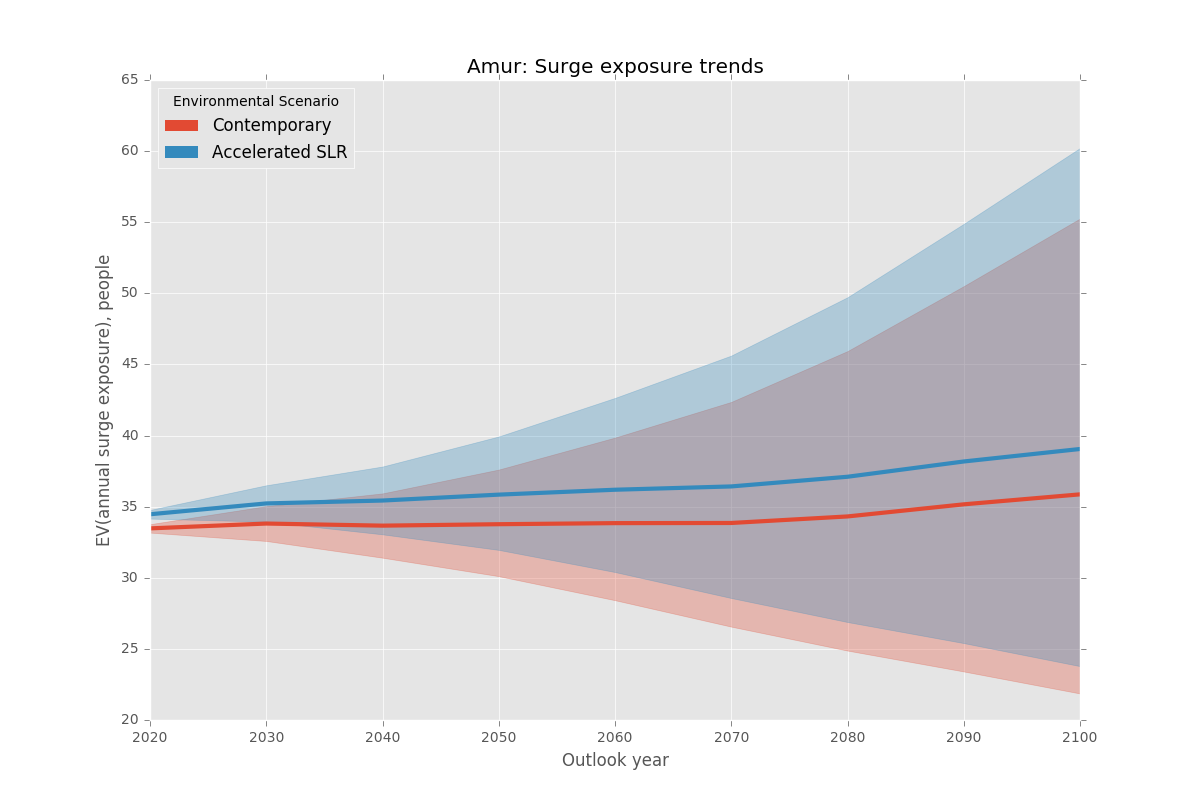 Amur: Surge exposure trends
Environmental Scenario
Contemporary
Accelerated SLR
EV(annual surge exposure), people
65
60
55
50
45
40
35
30
25
20
2020 2030 2040 2050 2060 2070 2080 2090 2100
Outlook year